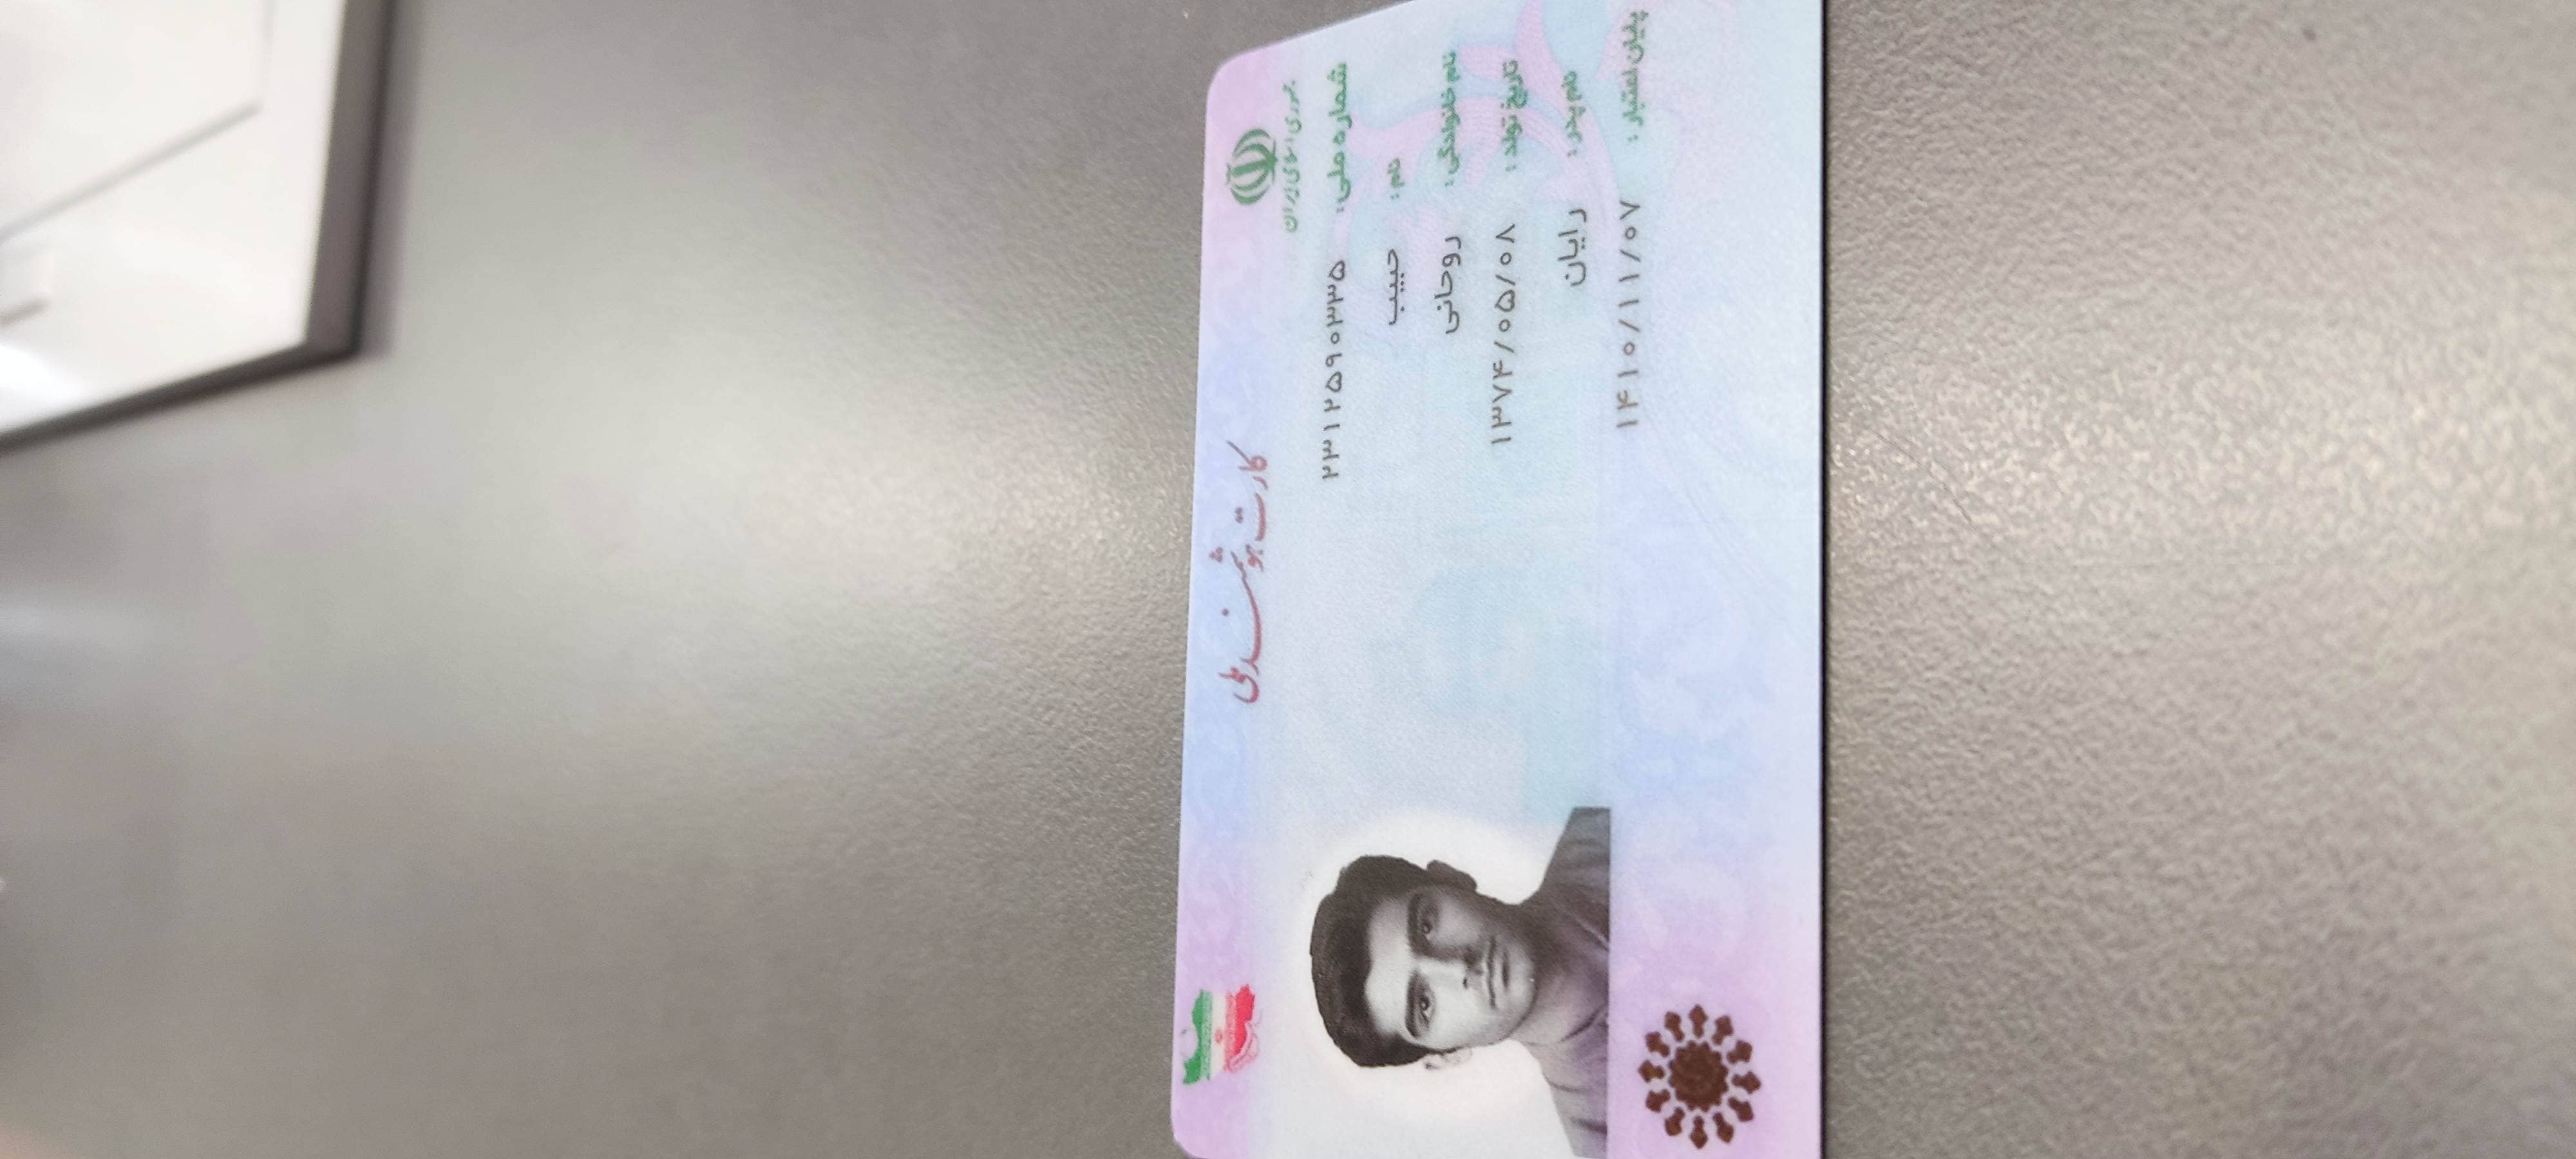 جمهوری اسلامی ایران
کارت هوشمند ملی
شماره ملی: ۲۳۱۲۵۹۰۳۳۵
نام: حبیب
نام خانوادگی: روحانی
تاریخ تولد: ۱۳۷۴/۰۵/۰۸
نام پدر: رایان
پایان اعتبار: ۱۴۱۰/۱۱/۰۷